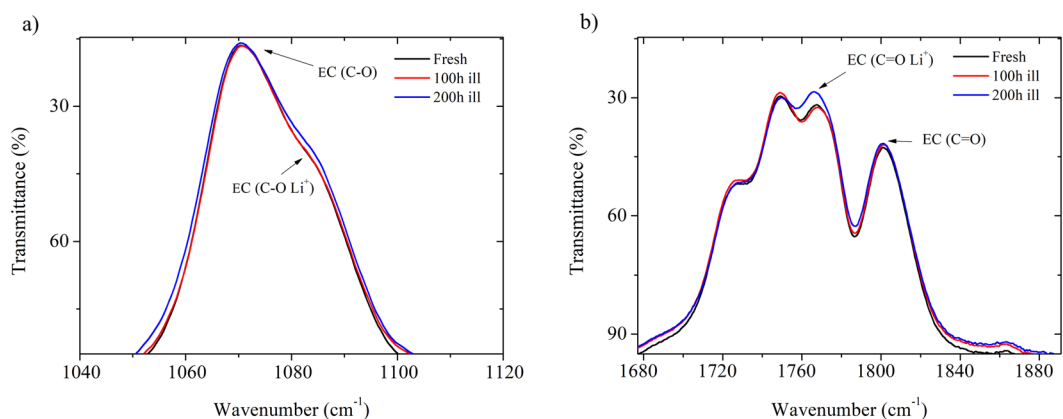 a)
EC (C-O)
Fresh
100h ill
200h ill
30
EC (C-O Li⁺)
60
Transmittance (%)
1040
1060
1080
1100
1120
Wavenumber (cm⁻¹)
b)
EC (C=O Li⁺)
Fresh
100h ill
200h ill
30
EC (C=O)
60
90
Transmittance (%)
1680
1720
1760
1800
1840
1880
Wavenumber (cm⁻¹)